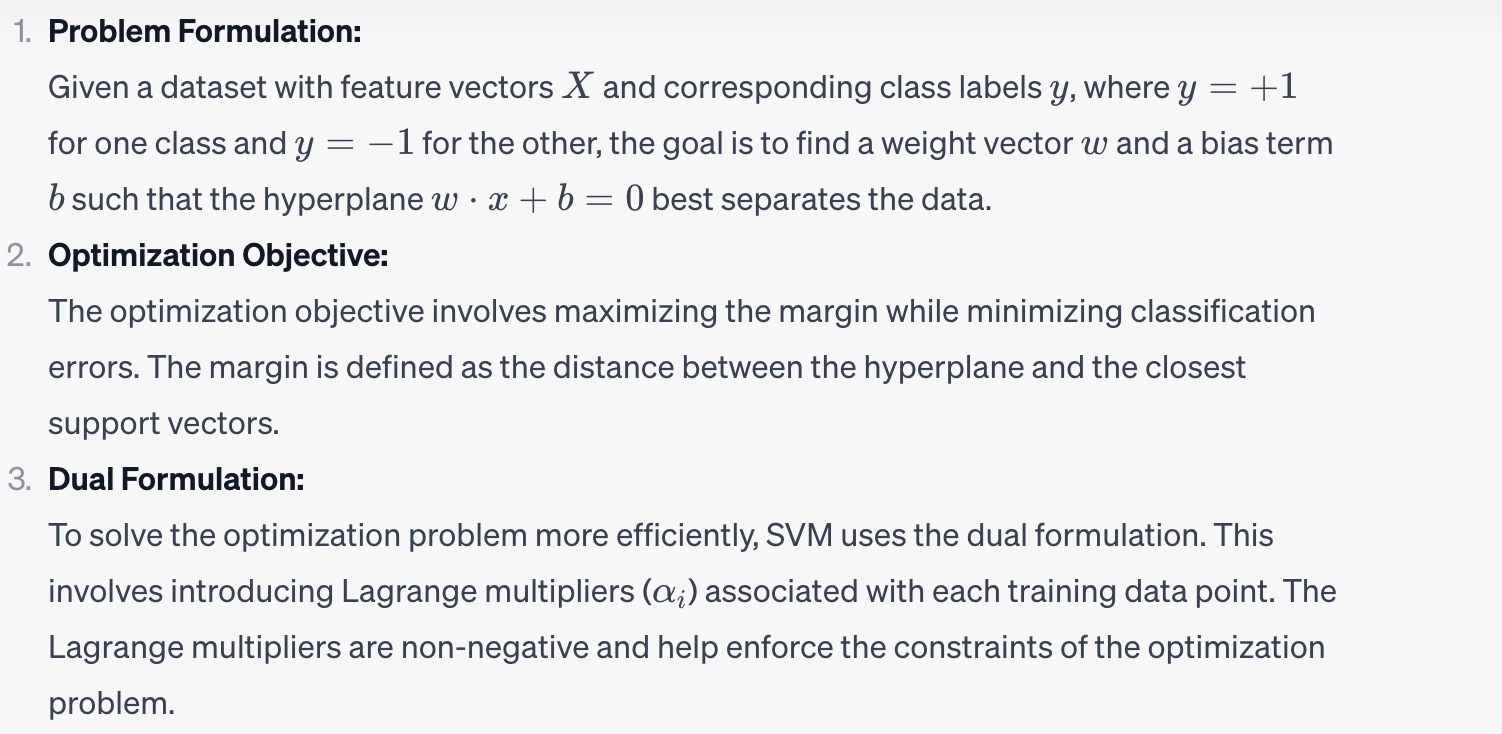 1. Problem Formulation:
Given a dataset with feature vectors X and corresponding class labels y, where y = +1
for one class and y = −1 for the other, the goal is to find a weight vector w and a bias term
b such that the hyperplane w · x + b = 0 best separates the data.
2. Optimization Objective:
The optimization objective involves maximizing the margin while minimizing classification
errors. The margin is defined as the distance between the hyperplane and the closest
support vectors.
3. Dual Formulation:
To solve the optimization problem more efficiently, SVM uses the dual formulation. This
involves introducing Lagrange multipliers (αᵢ) associated with each training data point. The
Lagrange multipliers are non-negative and help enforce the constraints of the optimization
problem.